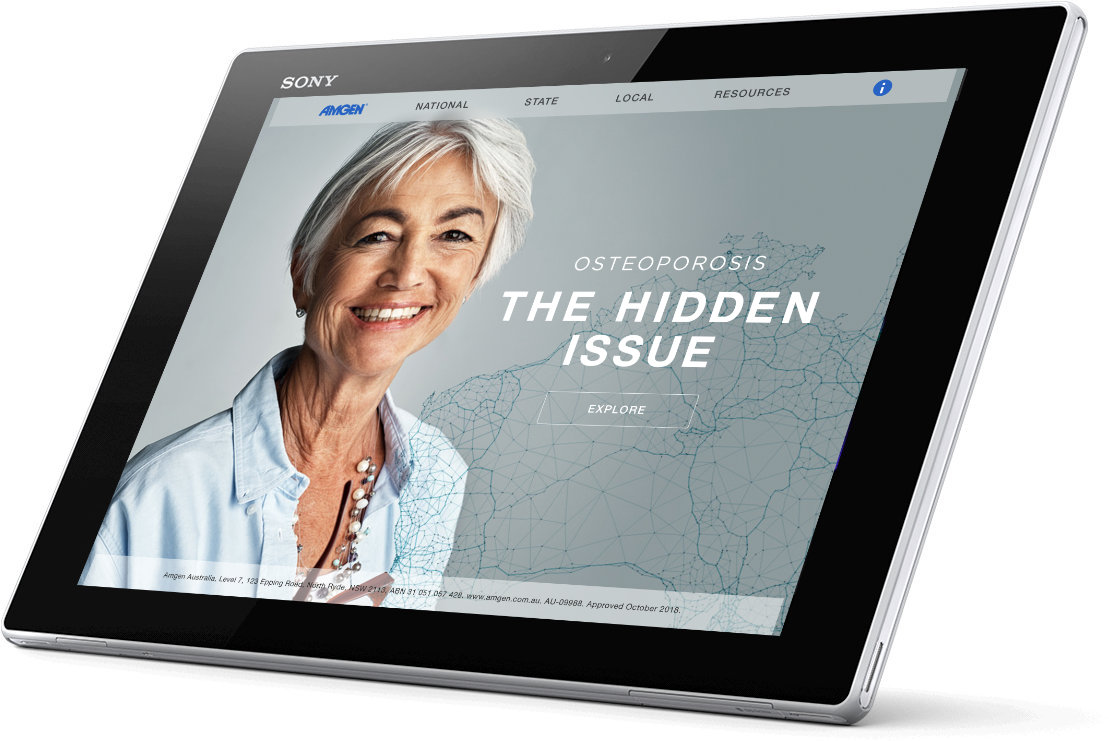 SONY
AMGEN® NATIONAL STATE LOCAL RESOURCES i
OSTEOPOROSIS
THE HIDDEN
ISSUE
EXPLORE
Amgen Australia, Level 7, 123 Epping Road, North Ryde, NSW 2113, ABN 31 051 057 428, www.amgen.com.au. AU-09988. Approved October 2018.